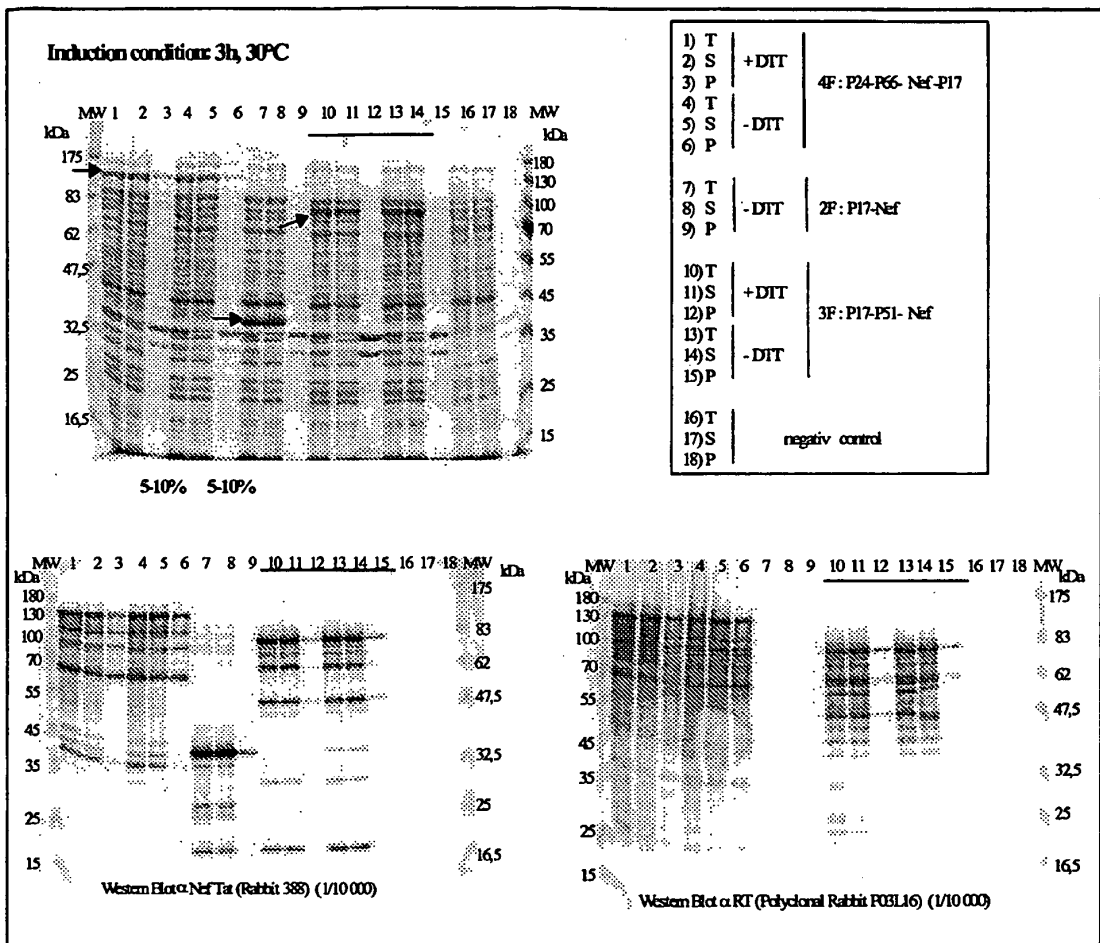 Induction condition: 3h, 30°C
MW 1 2 3 4 5 6 7 8 9 10 11 12 13 14 15 16 17 18 MW
kDa
kDa
175
83
62
47,5
32,5
25
16,5
180
130
100
70
55
45
35
25
15
5-10% 5-10%
1) T
2) S + DTT
3) P
4F : P24-P66- Nef -P17
4) T
5) S - DTT
6) P
7) T
8) S - DTT 2F : P17-Nef
9) P
10) T
11) S + DTT
12) P
3F : P17-P51- Nef
13) T
14) S - DTT
15) P
16) T
17) S negativ control
18) P
MW 1 2 3 4 5 6 7 8 9 10 11 12 13 14 15 16 17 18 MW
kDa
kDa
180
130
100
70
55
45
35
25
15
175
83
62
47,5
32,5
25
16,5
Western Blot α Nef Tat (Rabbit 388) (1/10 000)
MW 1 2 3 4 5 6 7 8 9 10 11 12 13 14 15 16 17 18 MW
kDa
kDa
180
130
100
70
55
45
35
25
15
175
83
62
47,5
32,5
25
16,5
Western Blot α RT (Polyclonal Rabbit P03L16) (1/10 000)